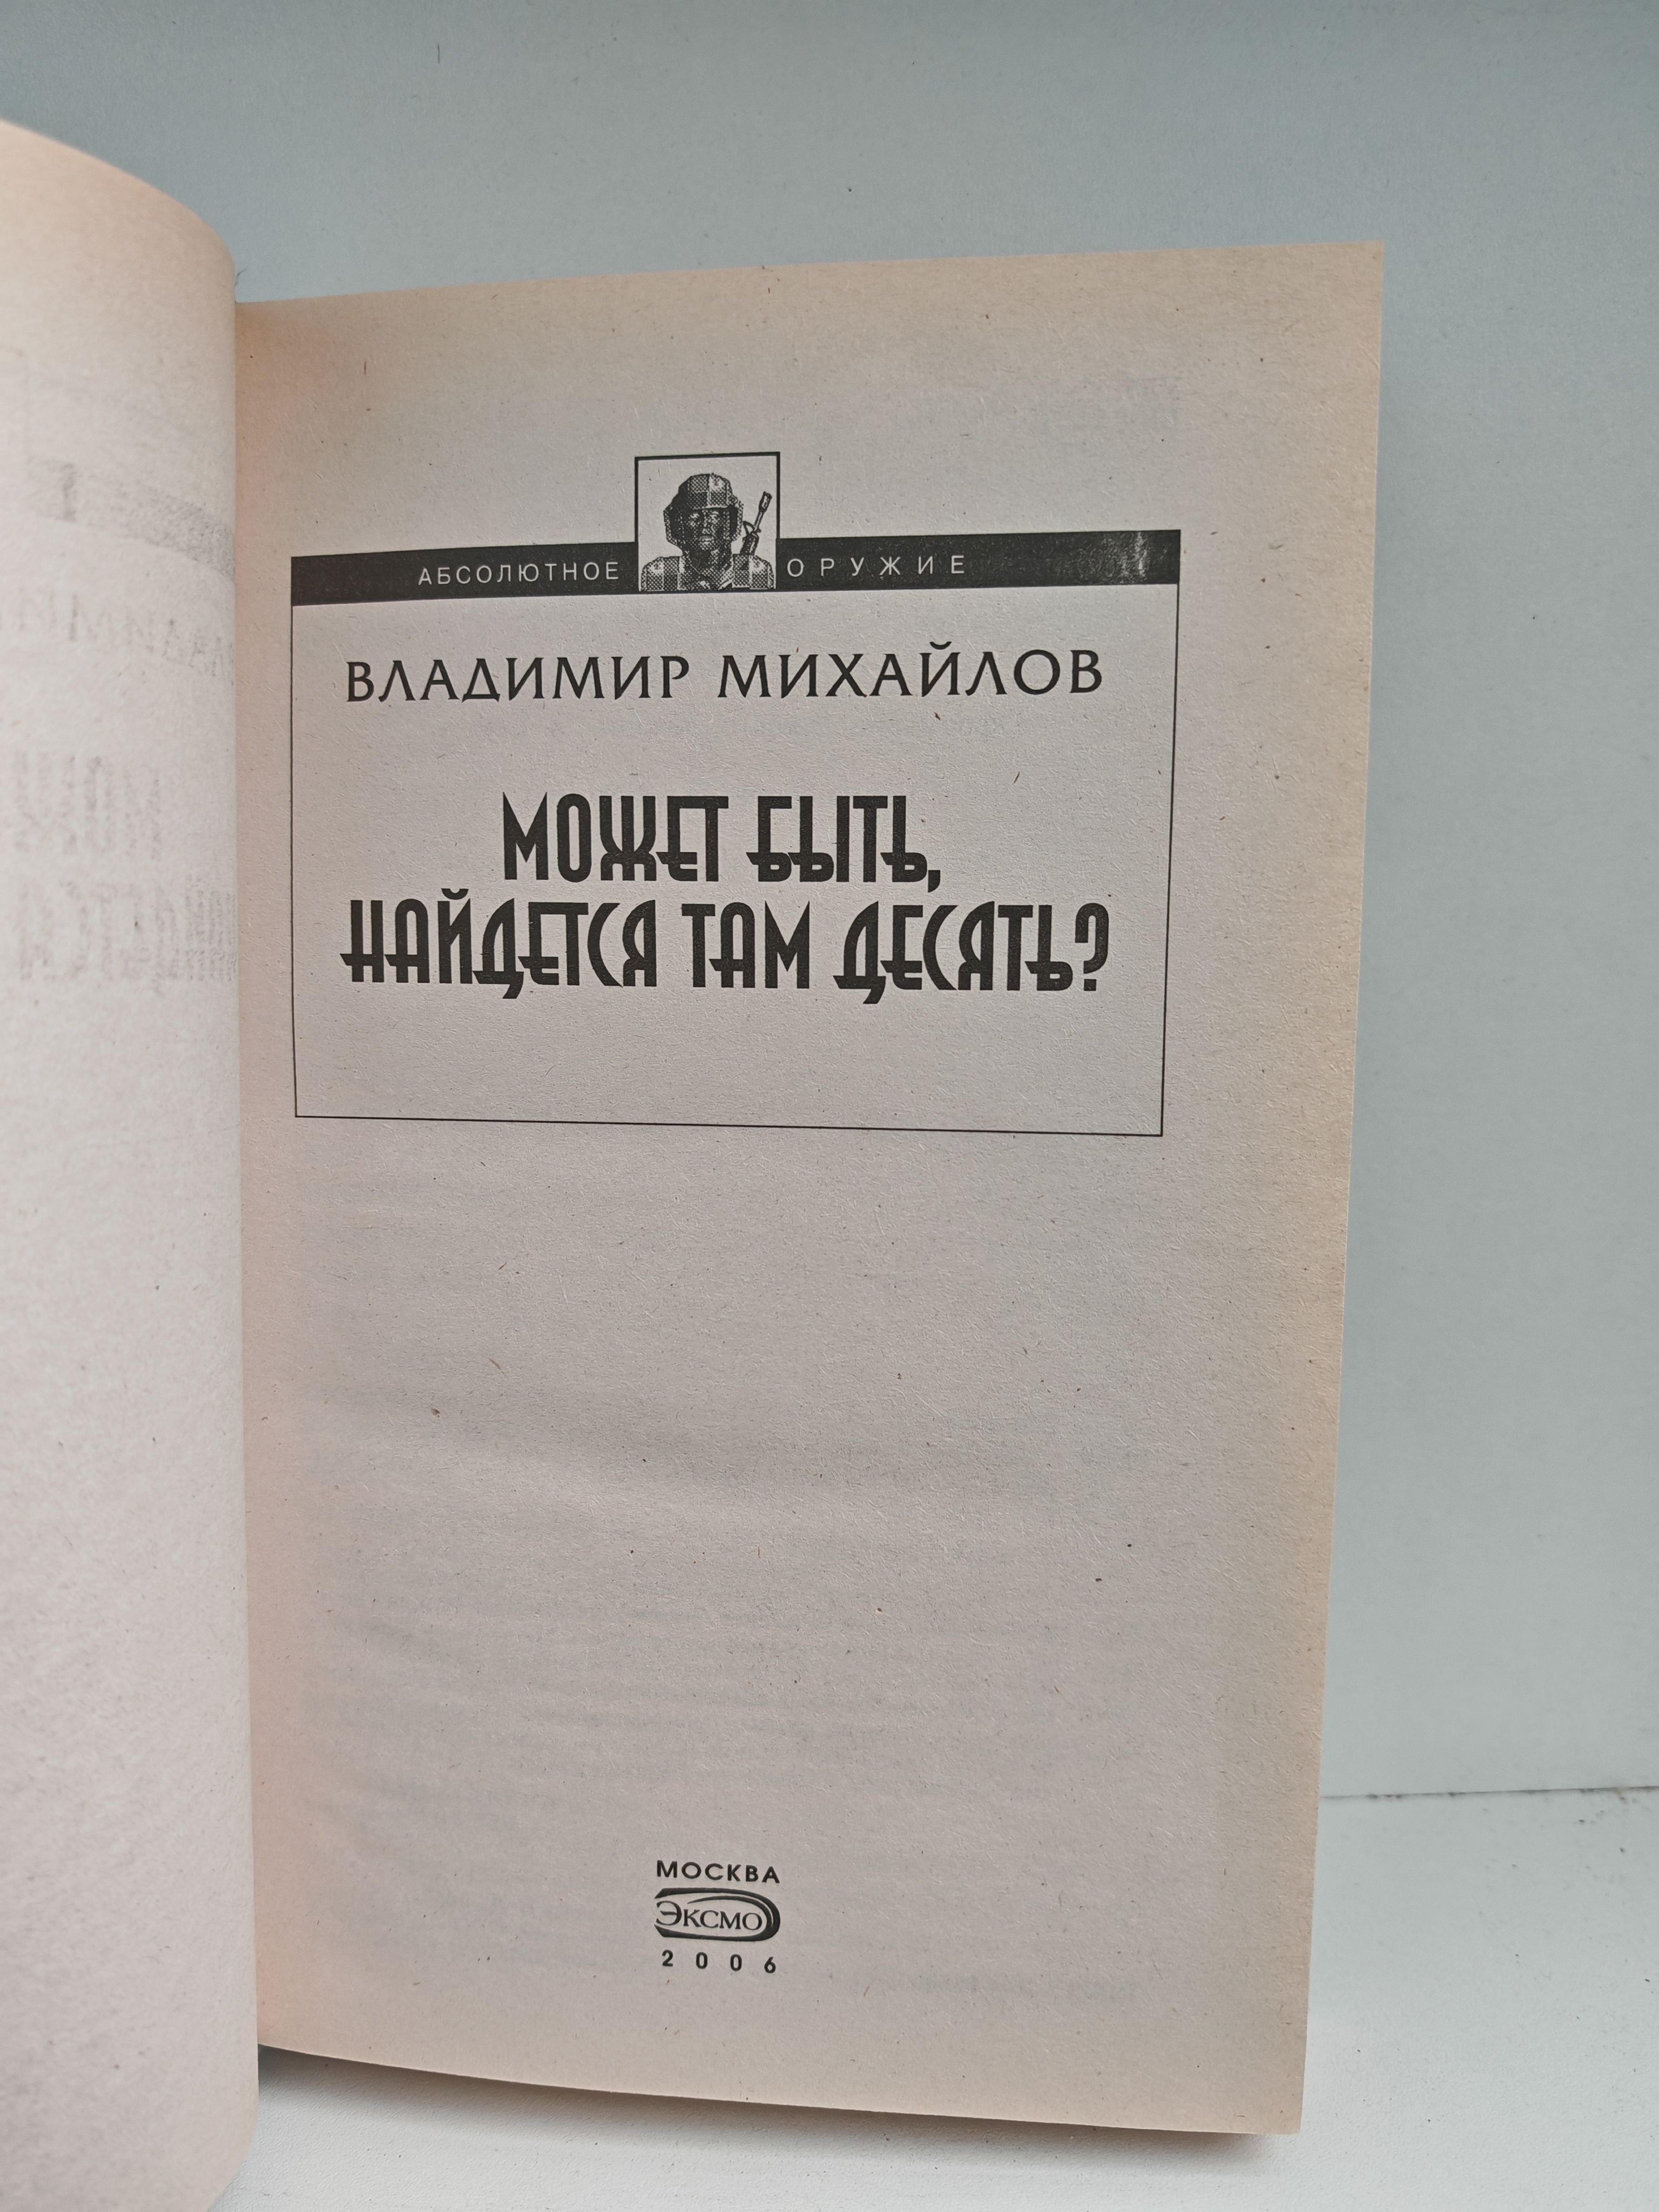 АБСОЛЮТНОЕ ОРУЖИЕ
ВЛАДИМИР МИХАЙЛОВ
МОЖЕТ БЫТЬ,
НАЙДЕТСЯ ТАМ ДЕСЯТЬ?
МОСКВА
ЭКСМО
2006